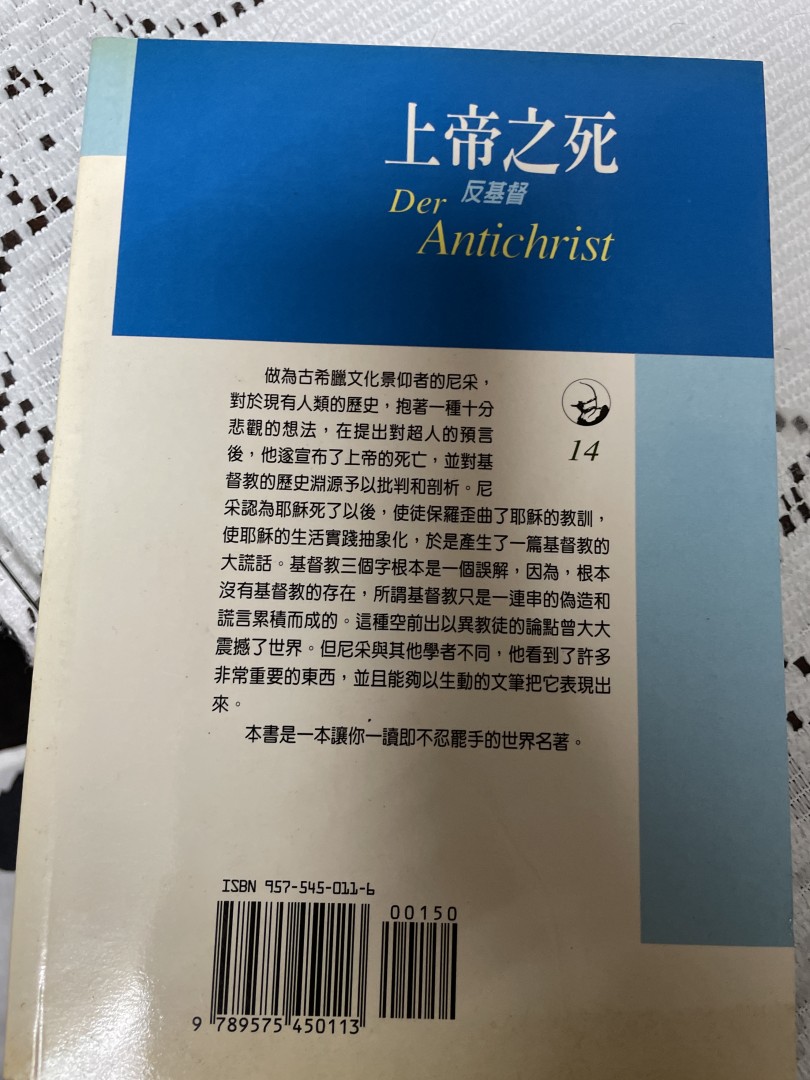 上帝之死
反基督
Der
Antichrist
做為古希臘文化景仰者的尼采，
對於現有人類的歷史，抱著一種十分
悲觀的想法，在提出對超人的預言
後，他遂宣布了上帝的死亡，並對基
督教的歷史淵源予以批判和剖析。尼
采認為耶穌死了以後，使徒保羅歪曲了耶穌的教訓，
使耶穌的生活實踐抽象化，於是產生了一篇基督教的
大謊話。基督教三個字根本是一個誤解，因為，根本
沒有基督教的存在，所謂基督教只是一連串的偽造和
謊言累積而成的。這種空前出以異教徒的論點曾大大
震撼了世界。但尼采與其他學者不同，他看到了許多
非常重要的東西，並且能夠以生動的文筆把它表現出
來。
本書是一本讓你一讀即不忍罷手的世界名著。
14
ISBN 957-545-011-6
00150
9 789575 450113